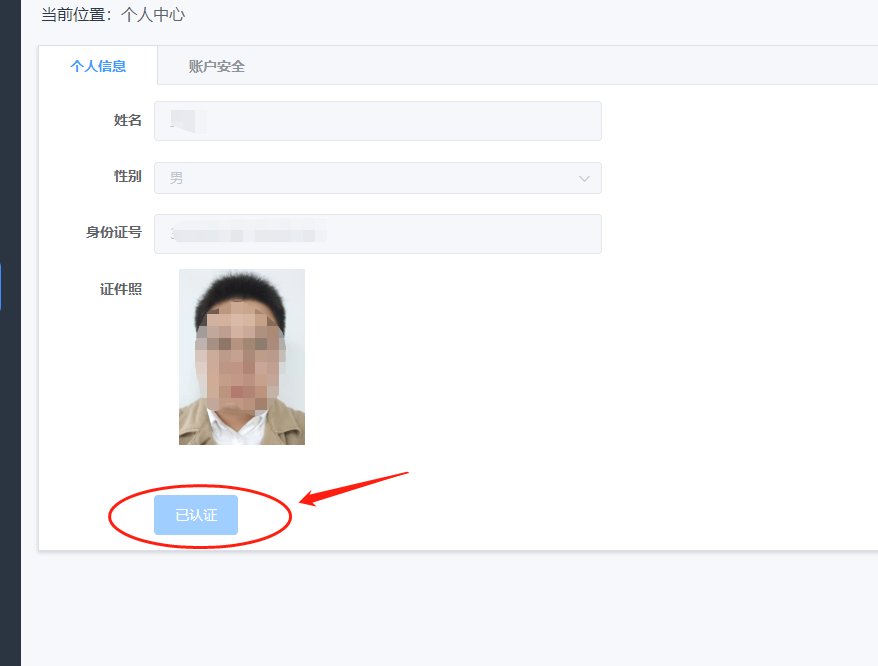 当前位置：个人中心
个人信息
账户安全
姓名
性别
男
身份证号
证件照
已认证